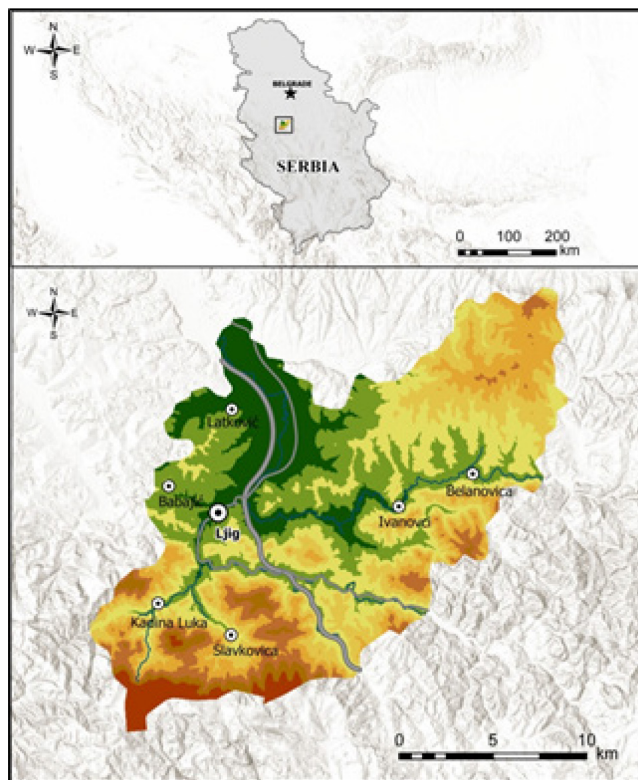 N
W E
S
BELGRADE
SERBIA
0 100 200
km
N
W E
S
Latković
Babajić
Ljig
Ivanovci
Belanovica
Kadina Luka
Slavkovica
0 5 10
km